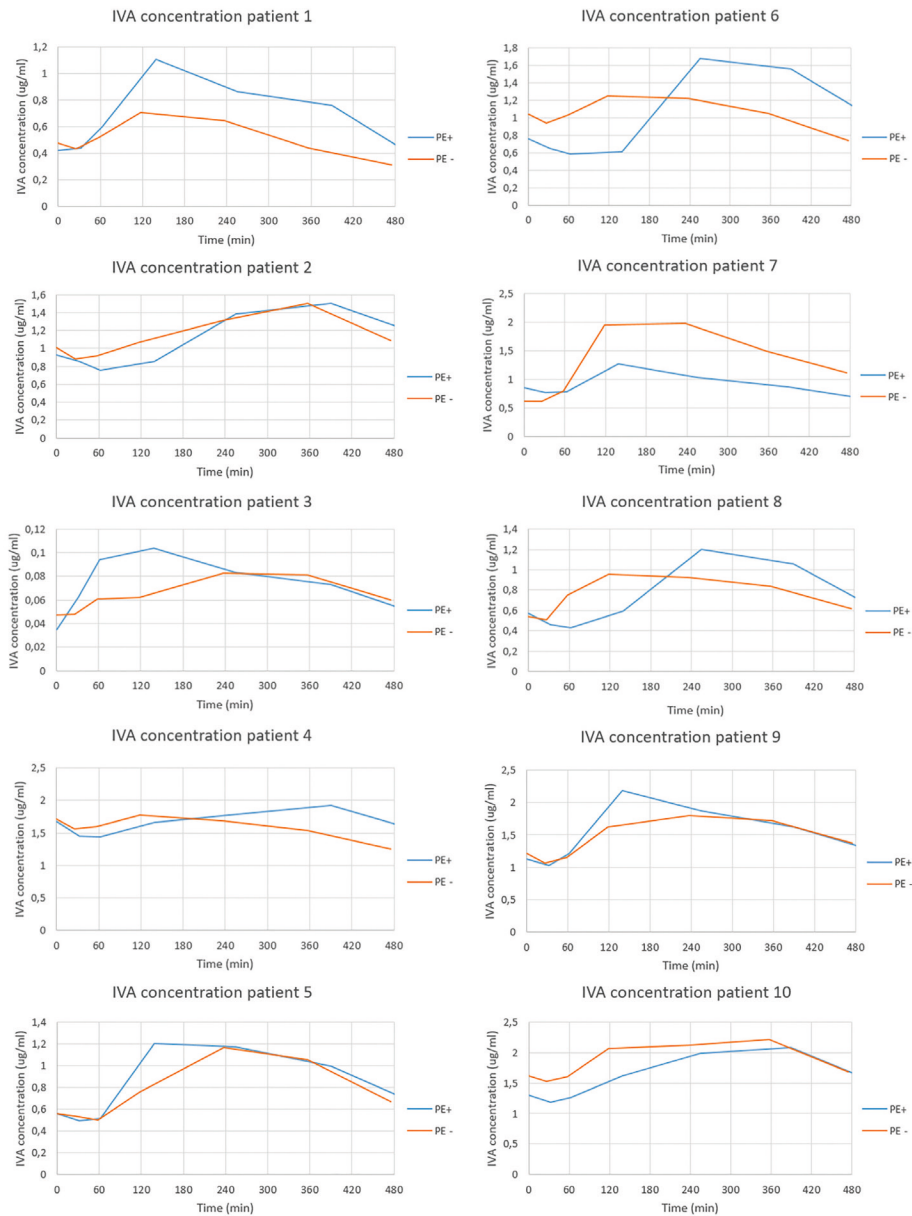 IVA concentration patient 1
IVA concentration (ug/ml)
1,2
1
0,8
0,6
0,4
0,2
0
0 60 120 180 240 300 360 420 480
Time (min)
PE+
PE -
IVA concentration patient 2
IVA concentration (ug/ml)
1,6
1,4
1,2
1
0,8
0,6
0,4
0,2
0
0 60 120 180 240 300 360 420 480
Time (min)
PE+
PE -
IVA concentration patient 3
IVA concentration (ug/ml)
0,12
0,1
0,08
0,06
0,04
0,02
0
0 60 120 180 240 300 360 420 480
Time (min)
PE+
PE -
IVA concentration patient 4
IVA concentration (ug/ml)
2,5
2
1,5
1
0,5
0
0 60 120 180 240 300 360 420 480
Time (min)
PE+
PE -
IVA concentration patient 5
IVA concentration (ug/ml)
1,4
1,2
1
0,8
0,6
0,4
0,2
0
0 60 120 180 240 300 360 420 480
Time (min)
PE+
PE -
IVA concentration patient 6
IVA concentration (ug/ml)
1,8
1,6
1,4
1,2
1
0,8
0,6
0,4
0,2
0
0 60 120 180 240 300 360 420 480
Time (min)
PE+
PE -
IVA concentration patient 7
IVA concentration (ug/ml)
2,5
2
1,5
1
0,5
0
0 60 120 180 240 300 360 420 480
Time (min)
PE+
PE -
IVA concentration patient 8
IVA concentration (ug/ml)
1,4
1,2
1
0,8
0,6
0,4
0,2
0
0 60 120 180 240 300 360 420 480
Time (min)
PE+
PE -
IVA concentration patient 9
IVA concentration (ug/ml)
2,5
2
1,5
1
0,5
0
0 60 120 180 240 300 360 420 480
Time (min)
PE+
PE -
IVA concentration patient 10
IVA concentration (ug/ml)
2,5
2
1,5
1
0,5
0
0 60 120 180 240 300 360 420 480
Time (min)
PE+
PE -